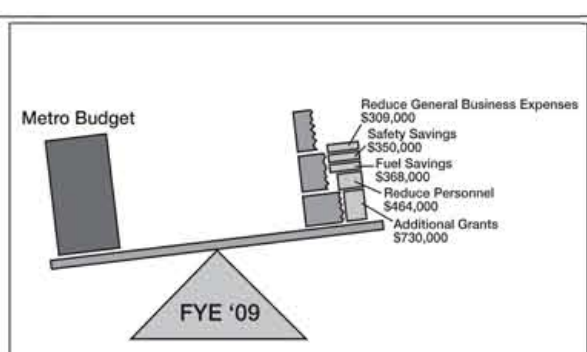 Metro Budget
Reduce General Business Expenses
$309,000
Safety Savings
$350,000
Fuel Savings
$368,000
Reduce Personnel
$464,000
Additional Grants
$730,000
FYE '09